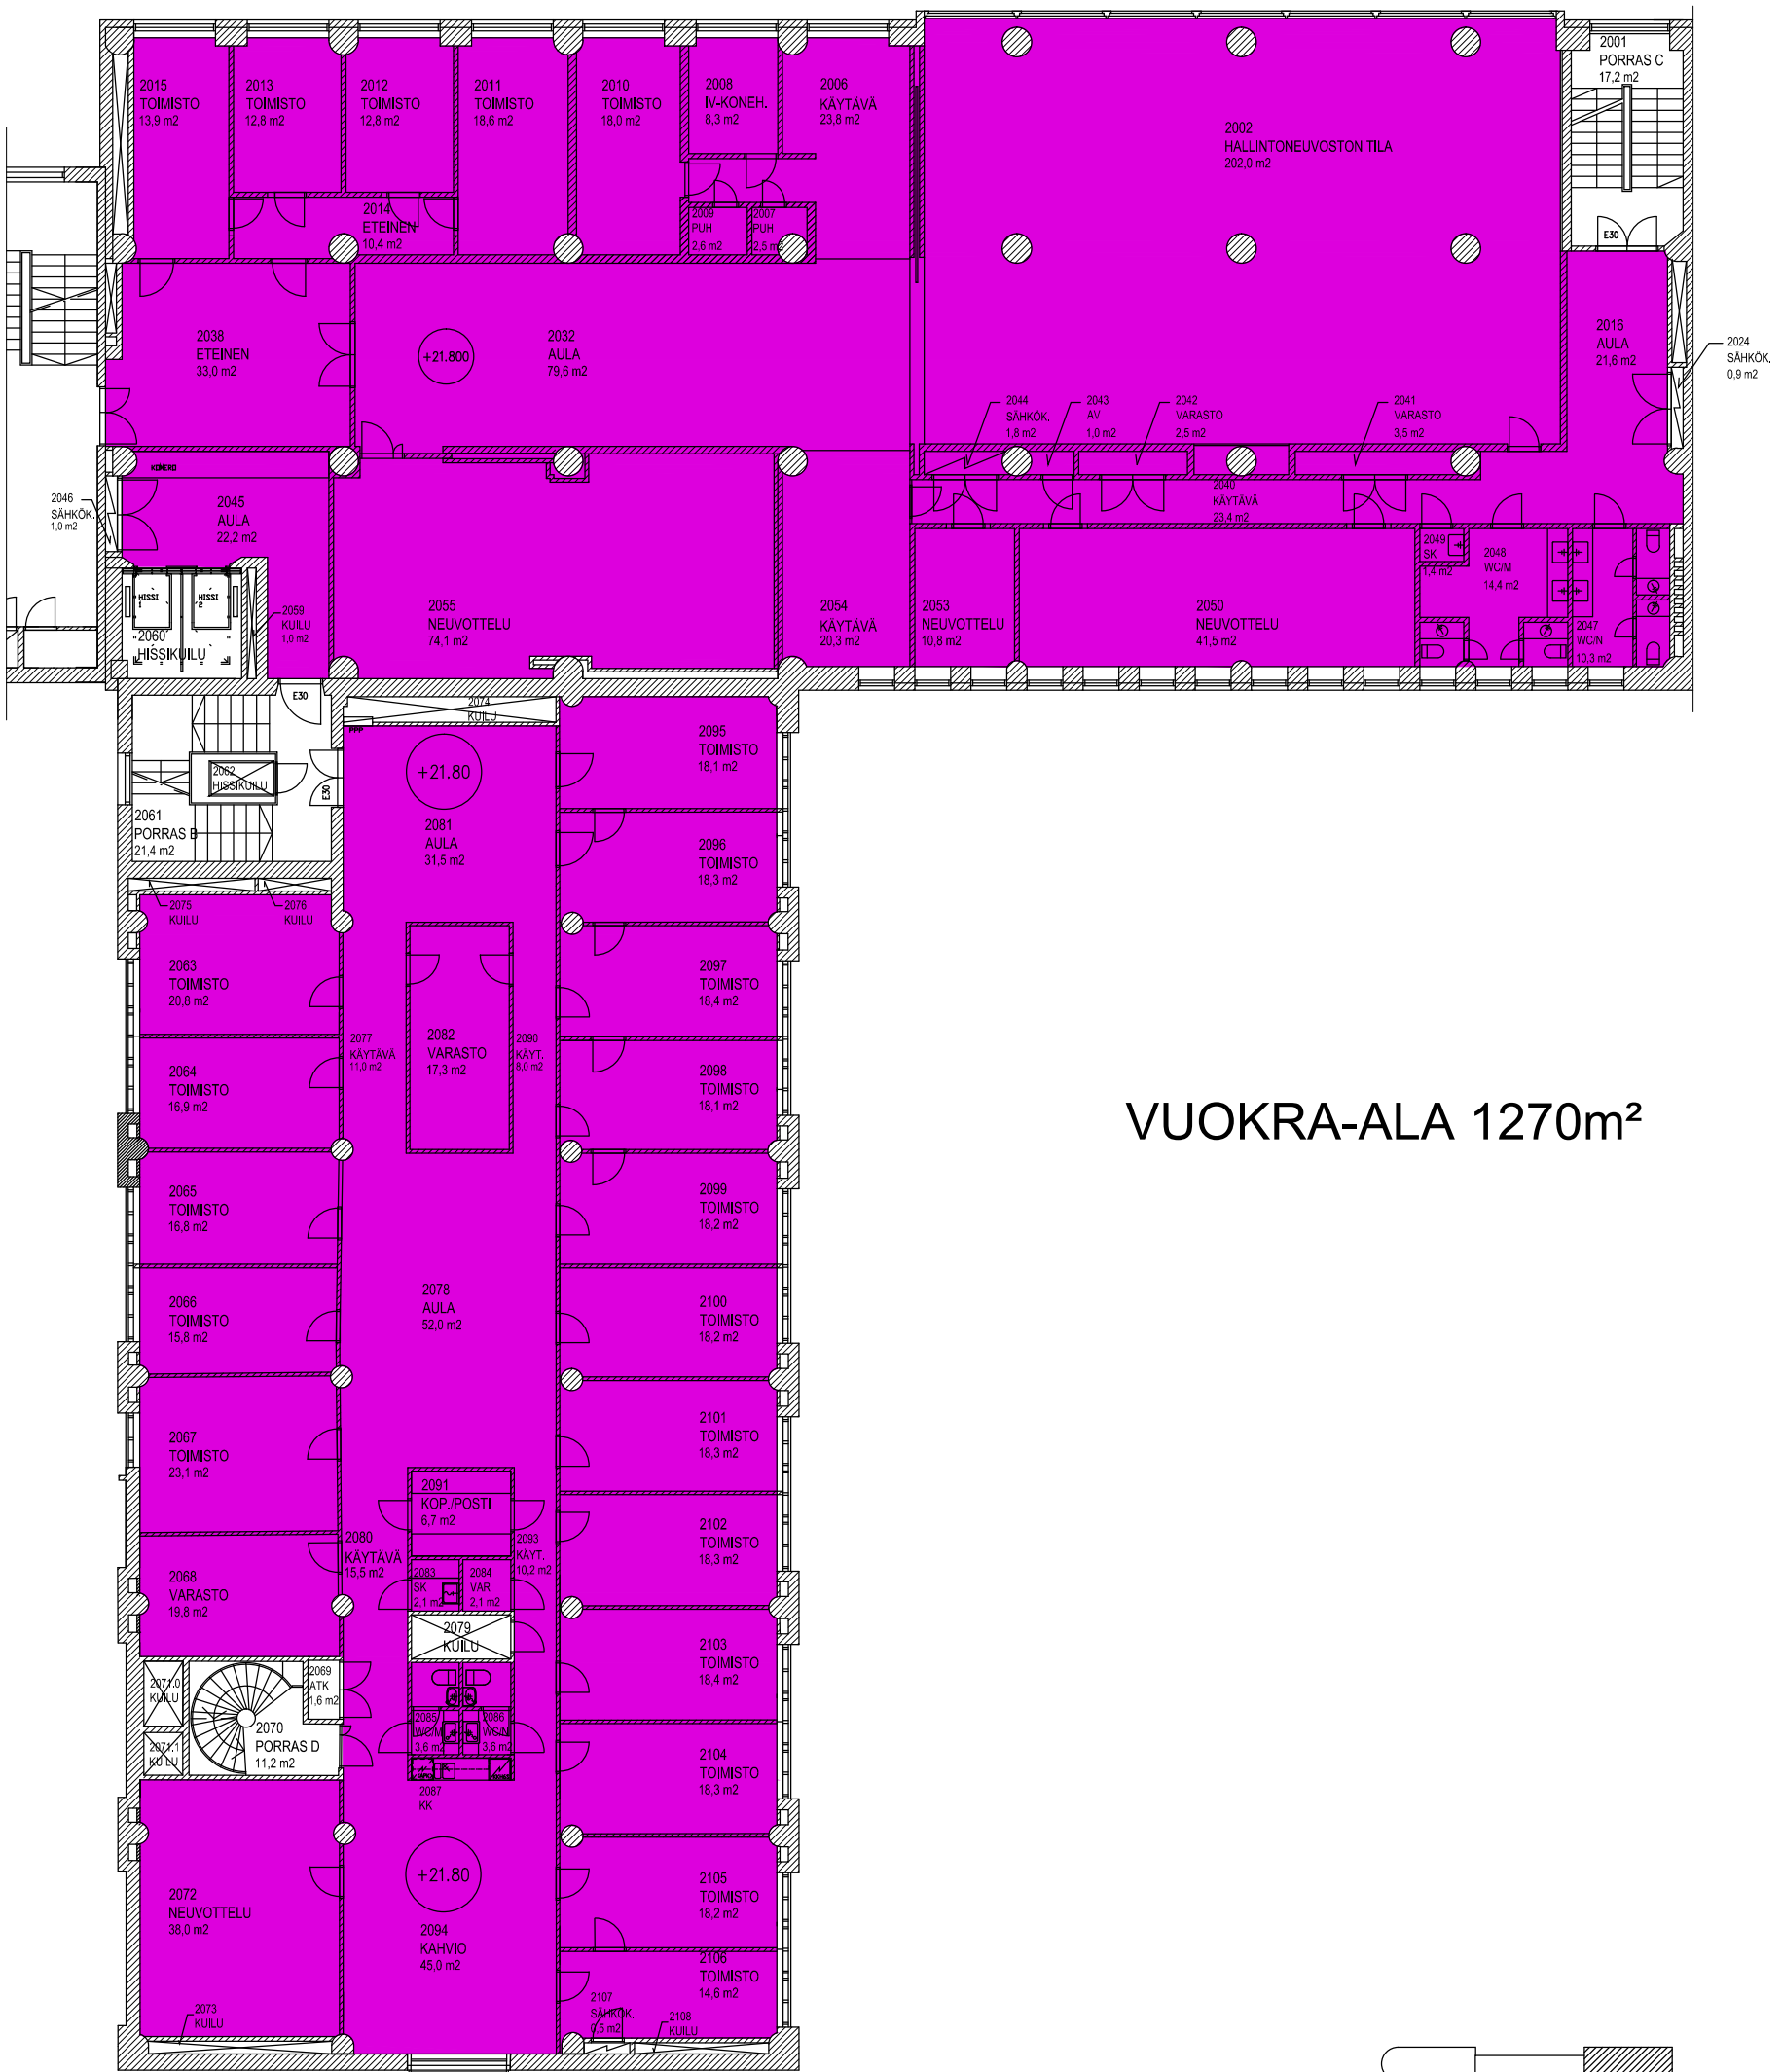 2015
TOIMISTO
13,9 m2
2013
TOIMISTO
12,8 m2
2012
TOIMISTO
12,8 m2
2011
TOIMISTO
18,6 m2
2010
TOIMISTO
18,0 m2
2008
IV-KONEH.
8,3 m2
2006
KÄYTÄVÄ
23,8 m2
2002
HALLINTONEUVOSTON TILA
202,0 m2
2001
PORRAS C
17,2 m2
E30
2014
ETEINEN
10,4 m2
2009
PUH
2,6 m2
2007
PUH
2,5 m2
2038
ETEINEN
33,0 m2
+21.800
2032
AULA
79,6 m2
2016
AULA
21,6 m2
2024
SÄHKÖK.
0,9 m2
2044
SÄHKÖK.
1,8 m2
2043
AV
1,0 m2
2042
VARASTO
2,5 m2
2041
VARASTO
3,5 m2
KOMERO
2046
SÄHKÖK.
1,0 m2
2045
AULA
22,2 m2
2040
KÄYTÄVÄ
23,4 m2
HISSI
1
HISSI
2
2060
HISSIKUILU
2059
KUILU
1,0 m2
2055
NEUVOTTELU
74,1 m2
2054
KÄYTÄVÄ
20,3 m2
2053
NEUVOTTELU
10,8 m2
2050
NEUVOTTELU
41,5 m2
2049
SK
1,4 m2
2048
WC/M
14,4 m2
2047
WC/N
10,3 m2
E30
2074
KUILU
PPP
2062
HISSIKUILU
E30
2061
PORRAS B
21,4 m2
+21.80
2081
AULA
31,5 m2
2095
TOIMISTO
18,1 m2
2096
TOIMISTO
18,3 m2
2075
KUILU
2076
KUILU
2063
TOIMISTO
20,8 m2
2097
TOIMISTO
18,4 m2
2077
KÄYTÄVÄ
11,0 m2
2082
VARASTO
17,3 m2
2090
KÄYT.
8,0 m2
2064
TOIMISTO
16,9 m2
2098
TOIMISTO
18,1 m2
VUOKRA-ALA 1270m²
2065
TOIMISTO
16,8 m2
2099
TOIMISTO
18,2 m2
2066
TOIMISTO
15,8 m2
2078
AULA
52,0 m2
2100
TOIMISTO
18,2 m2
2067
TOIMISTO
23,1 m2
2101
TOIMISTO
18,3 m2
2091
KOP./POSTI
6,7 m2
2102
TOIMISTO
18,3 m2
2080
KÄYTÄVÄ
15,5 m2
2093
KÄYT.
10,2 m2
2068
VARASTO
19,8 m2
2083
SK
2,1 m2
2084
VAR
2,1 m2
2079
KUILU
2103
TOIMISTO
18,4 m2
2071.0
KUILU
2069
ATK
1,6 m2
2070
PORRAS D
11,2 m2
2071.1
KUILU
2085
WC/M
3,6 m2
2086
WC/N
3,6 m2
2104
TOIMISTO
18,3 m2
2087
KK
+21.80
2072
NEUVOTTELU
38,0 m2
2105
TOIMISTO
18,2 m2
2094
KAHVIO
45,0 m2
2106
TOIMISTO
14,6 m2
2073
KUILU
2107
SÄHKÖK.
0,5 m2
2108
KUILU